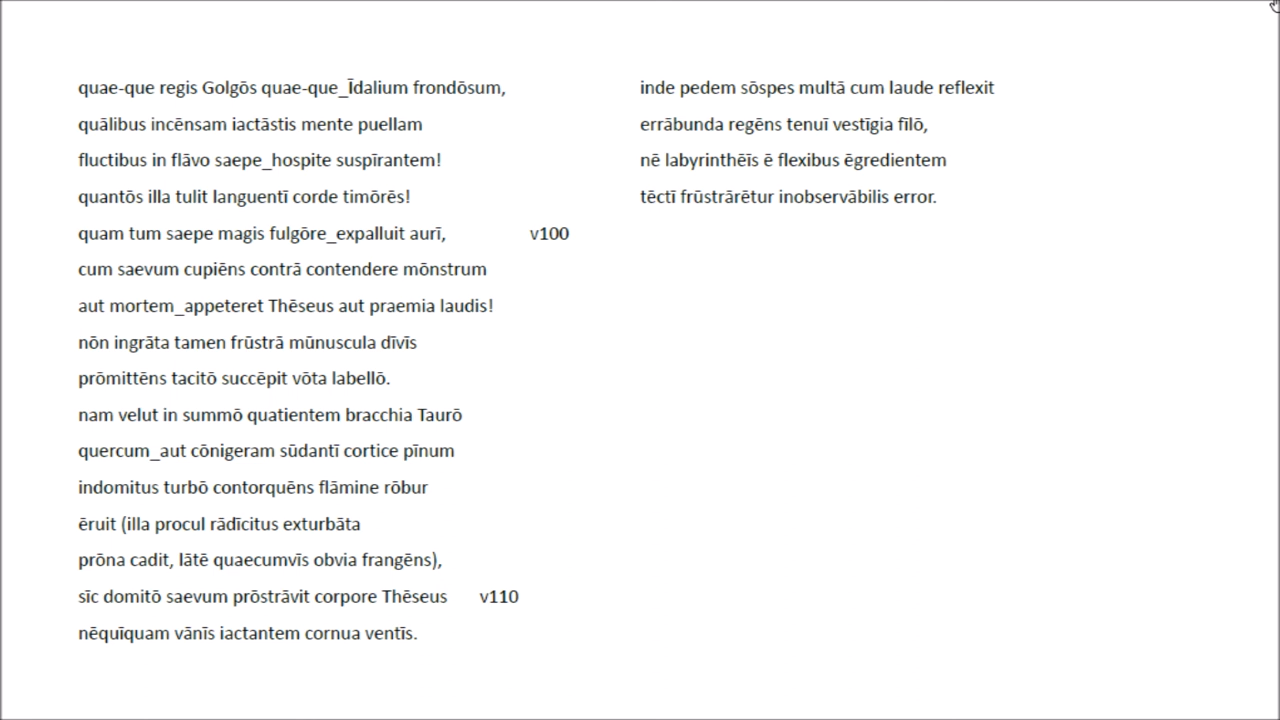 quae-que regis Golgōs quae-que_Īdalium frondōsum,
quālibus incēnsam iactāstis mente puellam
fluctibus in flāvo saepe_hospite suspīrantem!
quantōs illa tulit languentī corde timōrēs!
quam tum saepe magis fulgōre_expalluit aurī, v100
cum saevum cupiēns contrā contendere mōnstrum
aut mortem_appeteret Thēseus aut praemia laudis!
nōn ingrāta tamen frūstrā mūnuscula dīvīs
prōmittēns tacitō succēpit vōta labellō.
nam velut in summō quatientem bracchia Taurō
quercum_aut cōnigeram sūdantī cortice pīnum
indomitus turbō contorquēns flāmine rōbur
ēruit (illa procul rādīcitus exturbāta
prōna cadit, lātē quaecumvīs obvia frangēns),
sīc domitō saevum prōstrāvit corpore Thēseus v110
nēquīquam vānīs iactantem cornua ventīs.
inde pedem sōspes multā cum laude reflexit
errābunda regēns tenuī vestīgia fīlō,
nē labyrinthēīs ē flexibus ēgredientem
tēctī frūstrārētur inobservābilis error.